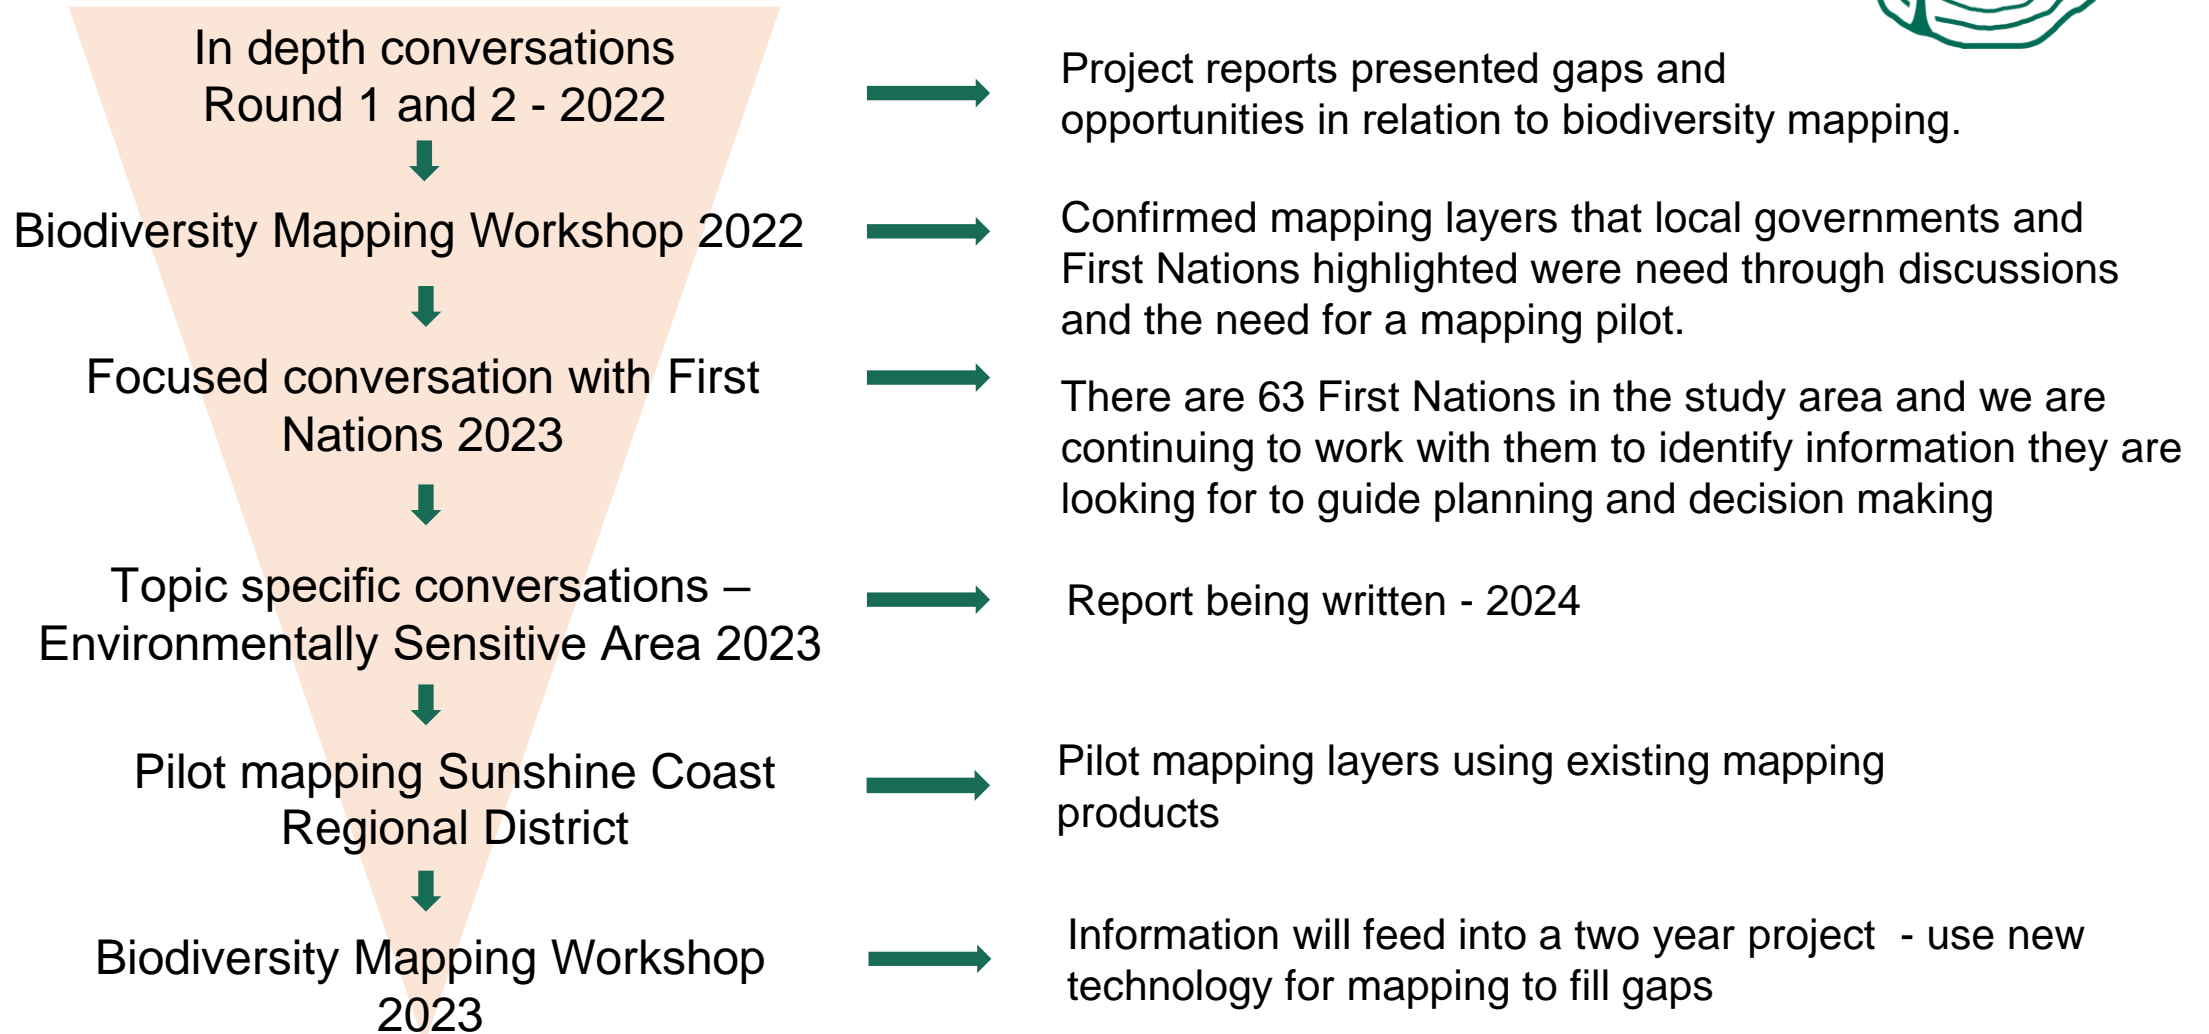 In depth conversations
Round 1 and 2 - 2022
Project reports presented gaps and
opportunities in relation to biodiversity mapping.
Biodiversity Mapping Workshop 2022
Confirmed mapping layers that local governments and
First Nations highlighted were need through discussions
and the need for a mapping pilot.
Focused conversation with First
Nations 2023
There are 63 First Nations in the study area and we are
continuing to work with them to identify information they are
looking for to guide planning and decision making
Topic specific conversations –
Environmentally Sensitive Area 2023
Report being written - 2024
Pilot mapping Sunshine Coast
Regional District
Pilot mapping layers using existing mapping
products
Biodiversity Mapping Workshop
2023
Information will feed into a two year project  - use new
technology for mapping to fill gaps